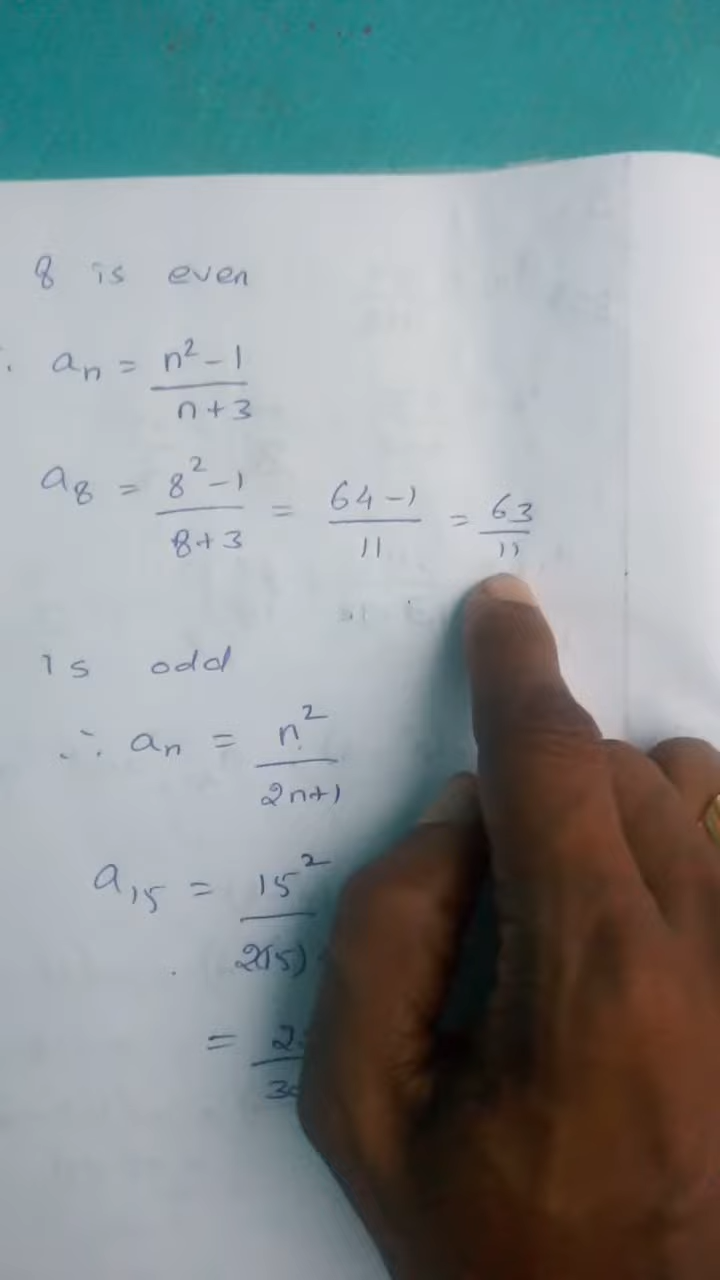 8 is even
∴ aₙ = n² - 1 / n + 3
a₈ = 8² - 1 / 8 + 3 = 64 - 1 / 11 = 63 / 11
is odd
∴ aₙ = n² / 2n+1
a₁₅ = 15² / 2(15)
=